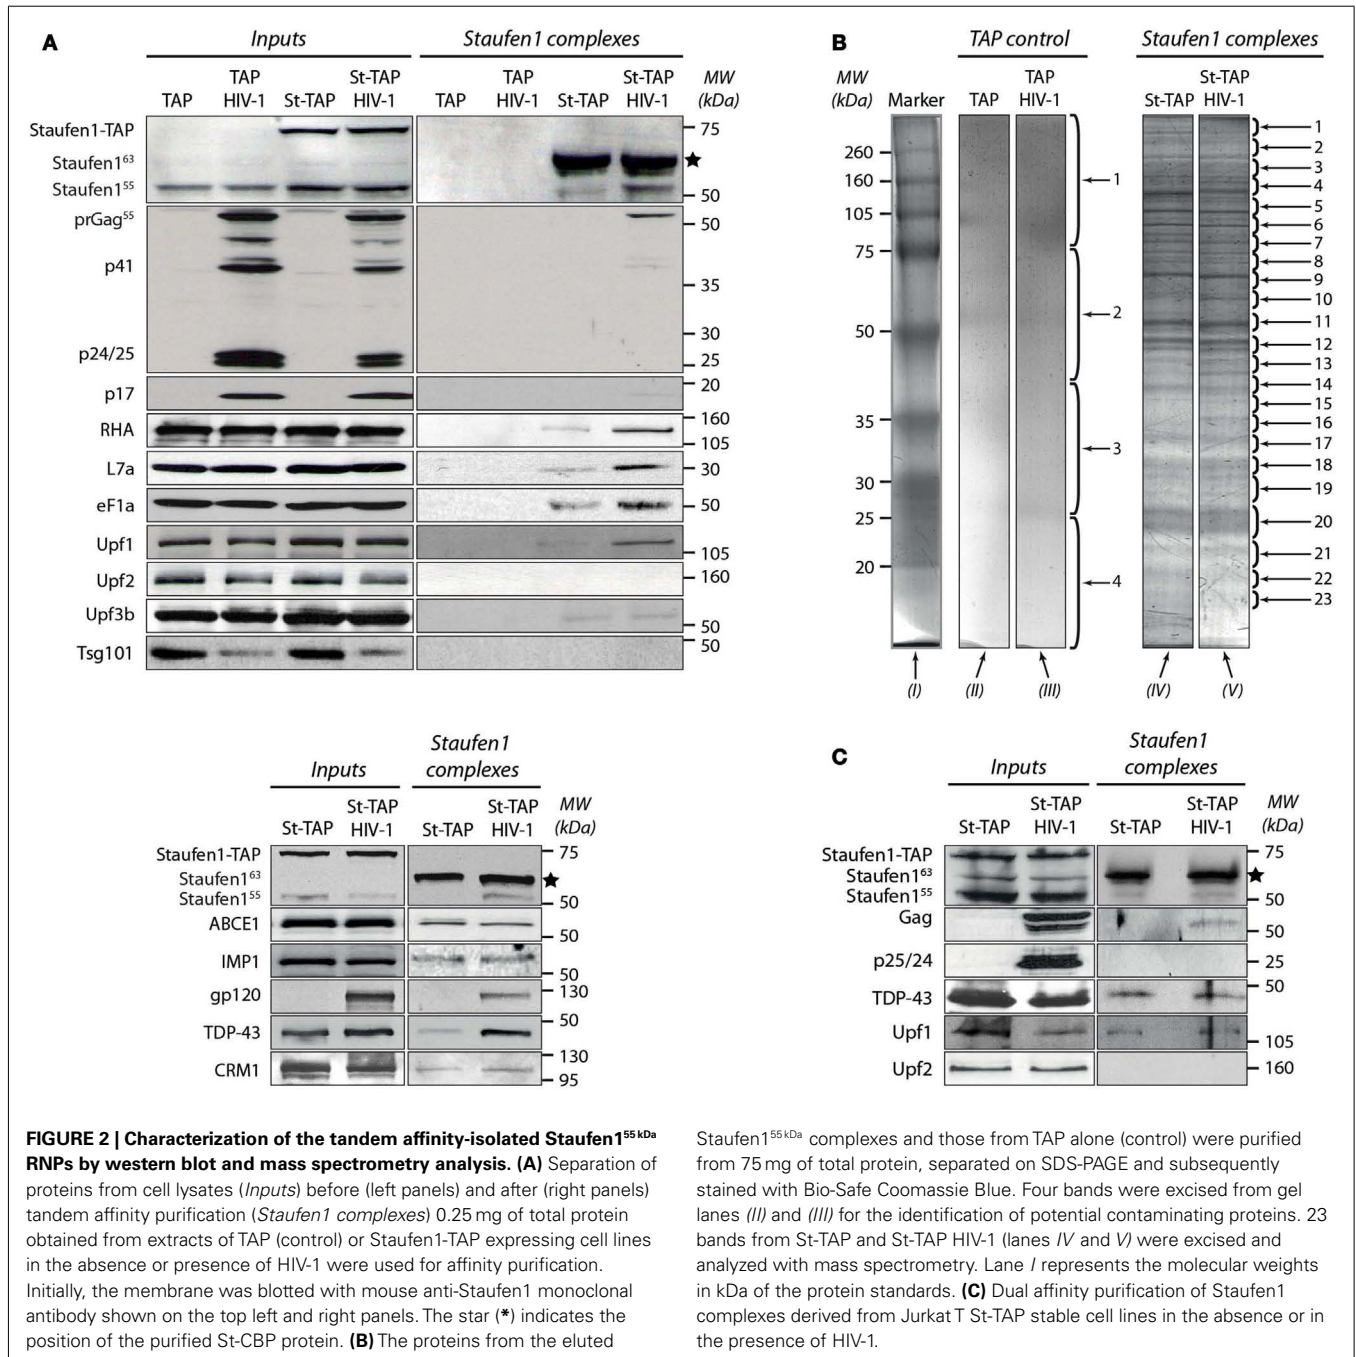 A
Inputs
Staufen1 complexes
TAP
TAP HIV-1
St-TAP
St-TAP HIV-1
TAP
TAP HIV-1
St-TAP
St-TAP HIV-1
MW (kDa)
Staufen1-TAP
75
Staufen1⁶³
★
Staufen1⁵⁵
50
prGag⁵⁵
50
p41
35
30
p24/25
25
p17
20
RHA
160
105
L7a
30
eF1a
50
Upf1
105
Upf2
160
Upf3b
50
Tsg101
50
B
TAP control
Staufen1 complexes
MW (kDa)
Marker
TAP
TAP HIV-1
St-TAP
St-TAP HIV-1
260
160
105
75
50
35
30
25
20
1
2
3
4
1
2
3
4
5
6
7
8
9
10
11
12
13
14
15
16
17
18
19
20
21
22
23
(I)
(II)
(III)
(IV)
(V)
Inputs
Staufen1 complexes
St-TAP
St-TAP HIV-1
St-TAP
St-TAP HIV-1
MW (kDa)
Staufen1-TAP
75
Staufen1⁶³
★
Staufen1⁵⁵
50
ABCE1
50
IMP1
50
gp120
130
TDP-43
50
CRM1
130
95
C
Inputs
Staufen1 complexes
St-TAP
St-TAP HIV-1
St-TAP
St-TAP HIV-1
MW (kDa)
Staufen1-TAP
75
Staufen1⁶³
★
Staufen1⁵⁵
50
Gag
50
p25/24
25
TDP-43
50
Upf1
105
Upf2
160
FIGURE 2 | Characterization of the tandem affinity-isolated Staufen1⁵⁵ ᵏᴰᵃ
RNPs by western blot and mass spectrometry analysis. (A) Separation of
proteins from cell lysates (Inputs) before (left panels) and after (right panels)
tandem affinity purification (Staufen1 complexes) 0.25 mg of total protein
obtained from extracts of TAP (control) or Staufen1-TAP expressing cell lines
in the absence or presence of HIV-1 were used for affinity purification.
Initially, the membrane was blotted with mouse anti-Staufen1 monoclonal
antibody shown on the top left and right panels. The star (*) indicates the
position of the purified St-CBP protein. (B) The proteins from the eluted
Staufen1⁵⁵ ᵏᴰᵃ complexes and those from TAP alone (control) were purified
from 75 mg of total protein, separated on SDS-PAGE and subsequently
stained with Bio-Safe Coomassie Blue. Four bands were excised from gel
lanes (II) and (III) for the identification of potential contaminating proteins. 23
bands from St-TAP and St-TAP HIV-1 (lanes IV and V) were excised and
analyzed with mass spectrometry. Lane I represents the molecular weights
in kDa of the protein standards. (C) Dual affinity purification of Staufen1
complexes derived from Jurkat T St-TAP stable cell lines in the absence or in
the presence of HIV-1.